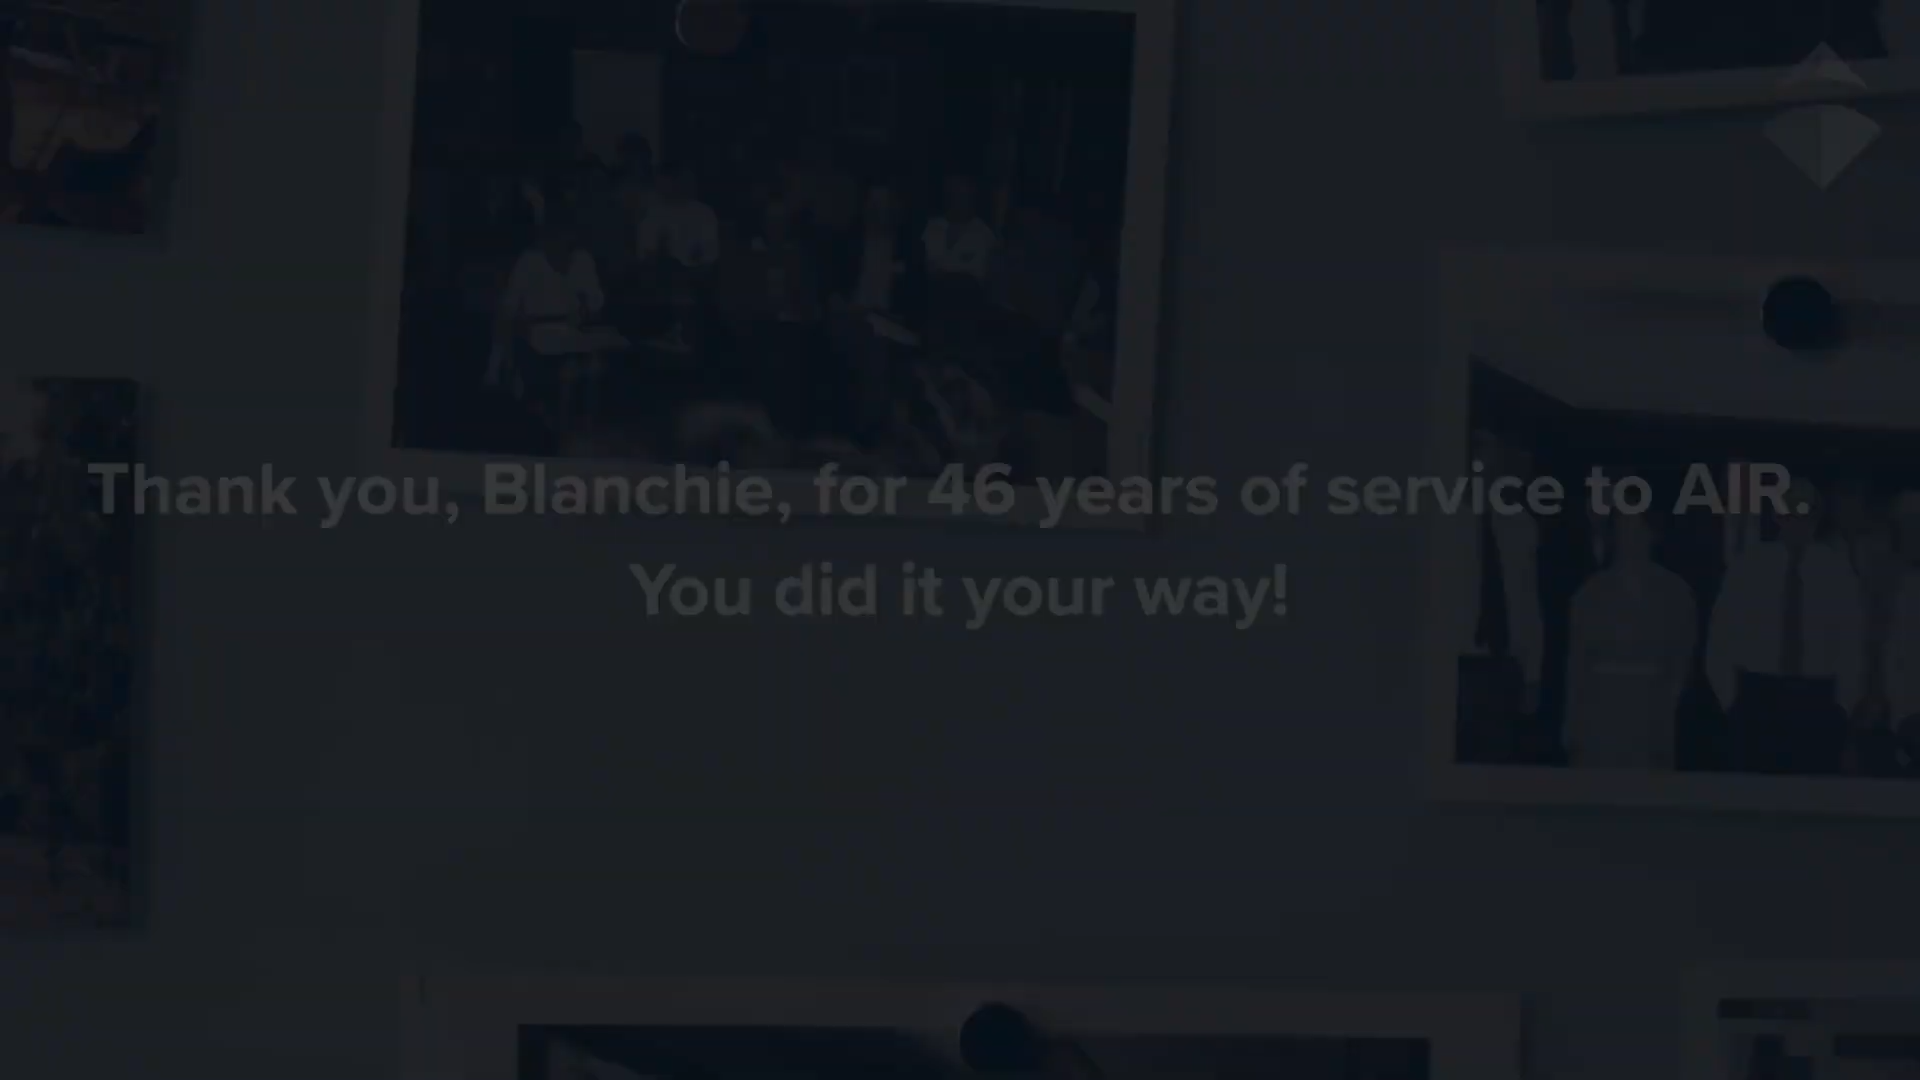 Thank you, Blanchie, for 46 years of service to AIR.
You did it your way!